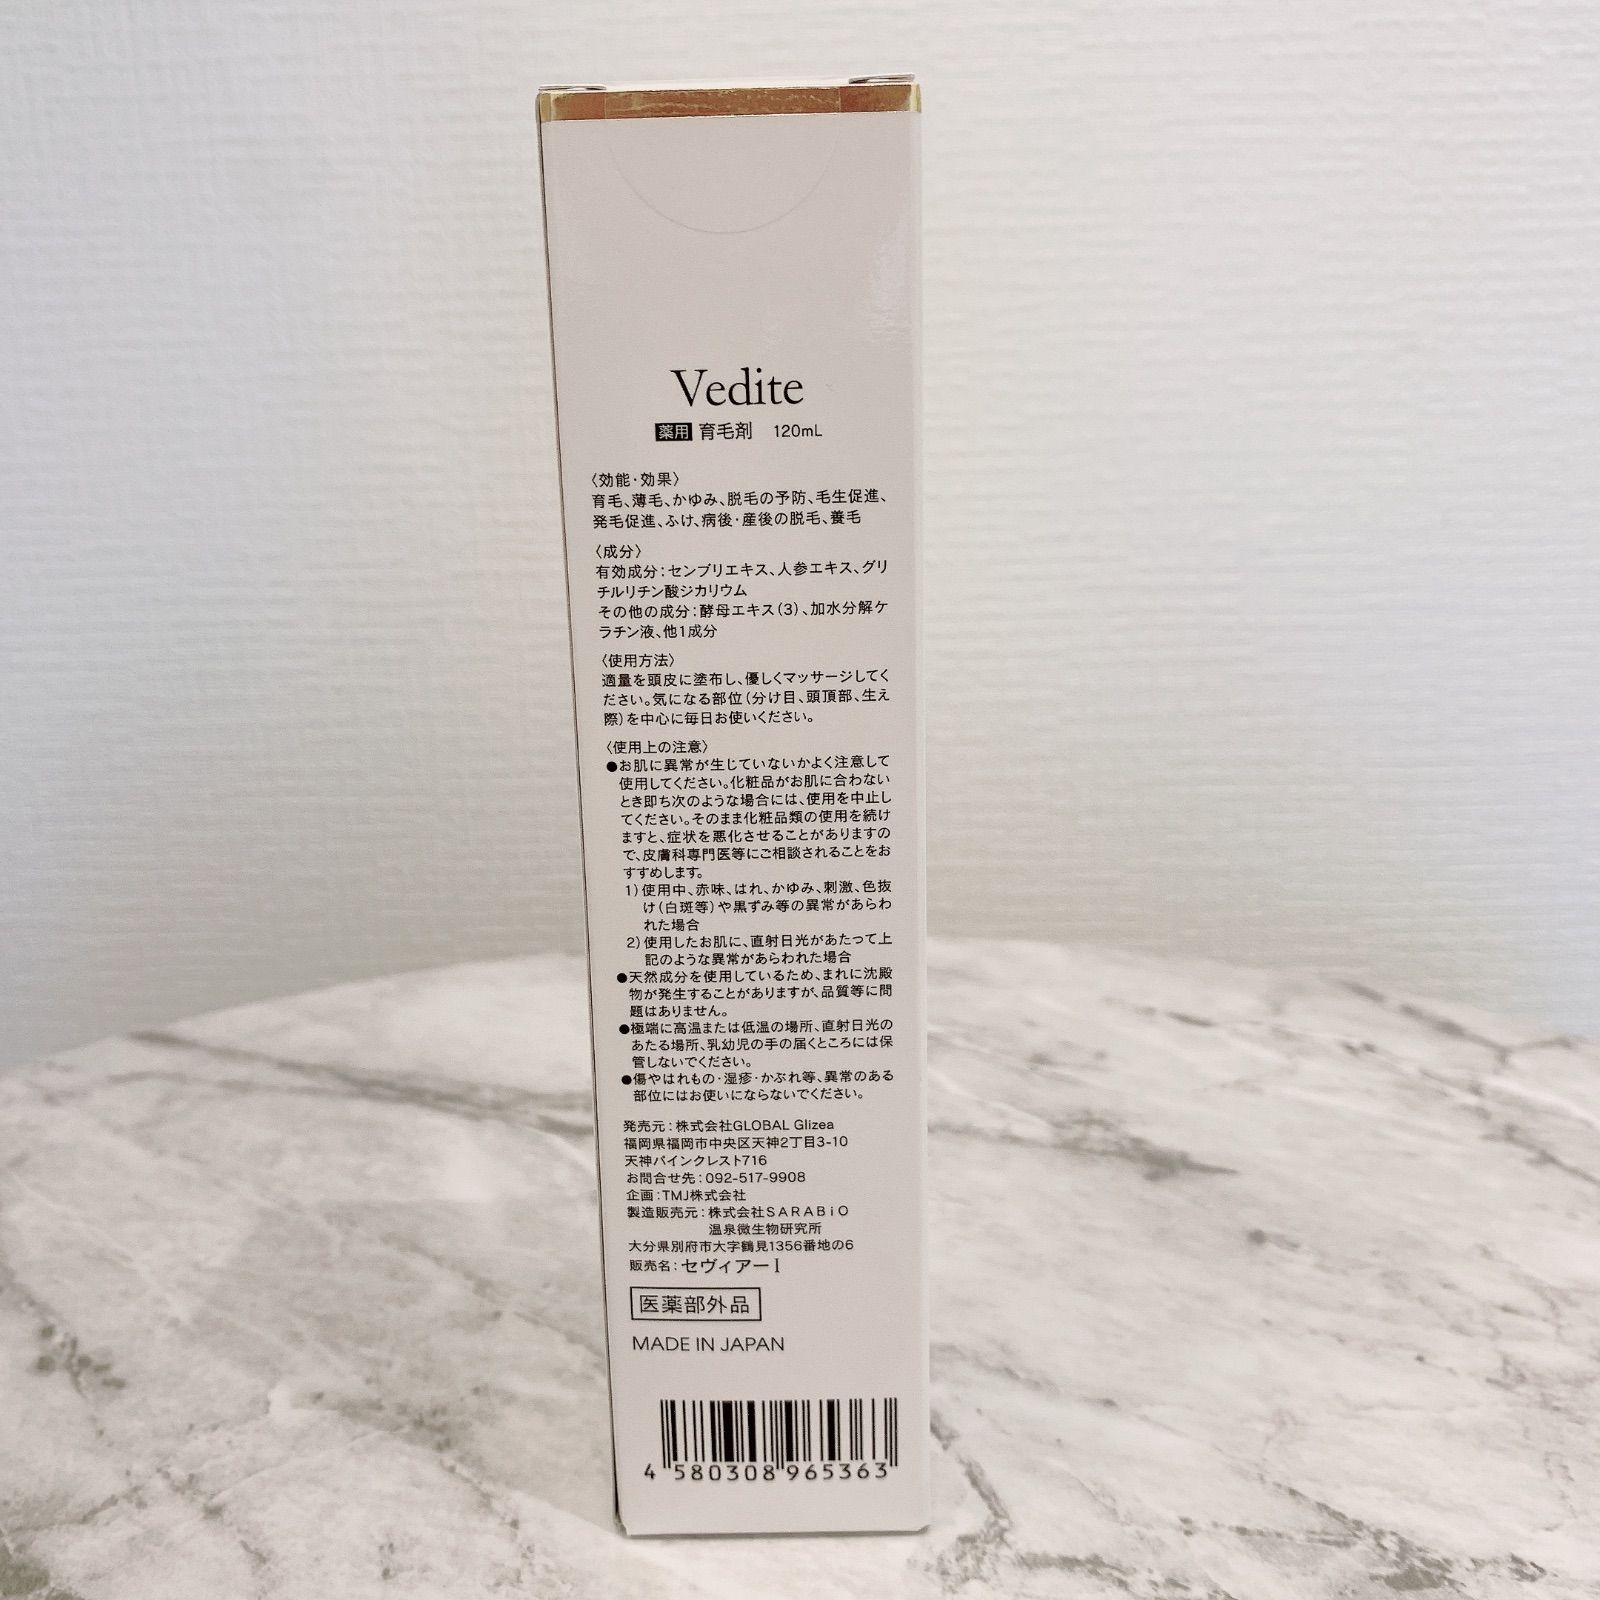 Vedite
薬用 育毛剤 120mL
〈効能・効果〉
育毛、薄毛、かゆみ、脱毛の予防、毛生促進、
発毛促進、ふけ、病後・産後の脱毛、養毛
〈成分〉
有効成分：センブリエキス、人参エキス、グリ
チルリチン酸ジカリウム
その他の成分：酵母エキス（3）、加水分解ケ
ラチン液、他1成分
〈使用方法〉
適量を頭皮に塗布し、優しくマッサージしてく
ださい。気になる部位（分け目、頭頂部、生え
際）を中心に毎日お使いください。
〈使用上の注意〉
●お肌に異常が生じていないかよく注意して
使用してください。化粧品がお肌に合わない
とき即ち次のような場合には、使用を中止し
てください。そのまま化粧品類の使用を続け
ますと、症状を悪化させることがありますの
で、皮膚科専門医等にご相談されることをお
すすめします。
1）使用中、赤味、はれ、かゆみ、刺激、色抜
け（白斑等）や黒ずみ等の異常があらわ
れた場合
2）使用したお肌に、直射日光があたって上
記のような異常があらわれた場合
●天然成分を使用しているため、まれに沈殿
物が発生することがありますが、品質等に問
題はありません。
●極端に高温または低温の場所、直射日光の
あたる場所、乳幼児の手の届くところには保
管しないでください。
●傷やはれもの・湿疹・かぶれ等、異常のある
部位にはお使いにならないでください。
発売元：株式会社GLOBAL Glizea
福岡県福岡市中央区天神2丁目3-10
天神パインクレスト716
お問合せ先：092-517-9908
企画：TMJ株式会社
製造販売元：株式会社SARABiO
温泉微生物研究所
大分県別府市大字鶴見1356番地の6
販売名：セヴィアーⅠ
医薬部外品
MADE IN JAPAN
4 580308 965363